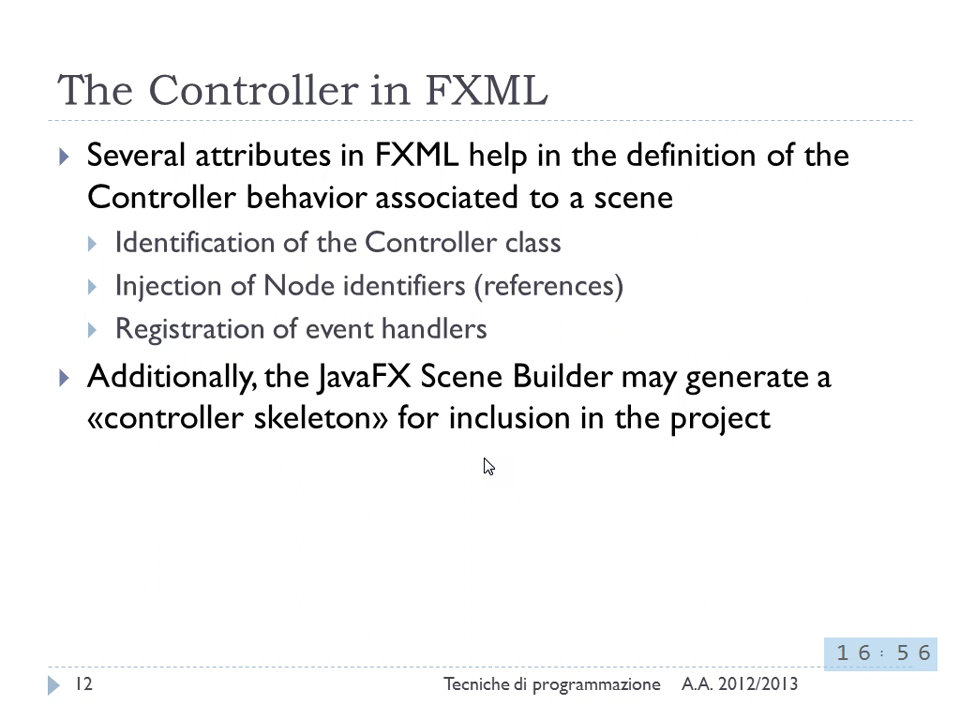 The Controller in FXML
Several attributes in FXML help in the definition of the
Controller behavior associated to a scene
Identification of the Controller class
Injection of Node identifiers (references)
Registration of event handlers
Additionally, the JavaFX Scene Builder may generate a
«controller skeleton» for inclusion in the project
16:56
12 Tecniche di programmazione A.A. 2012/2013